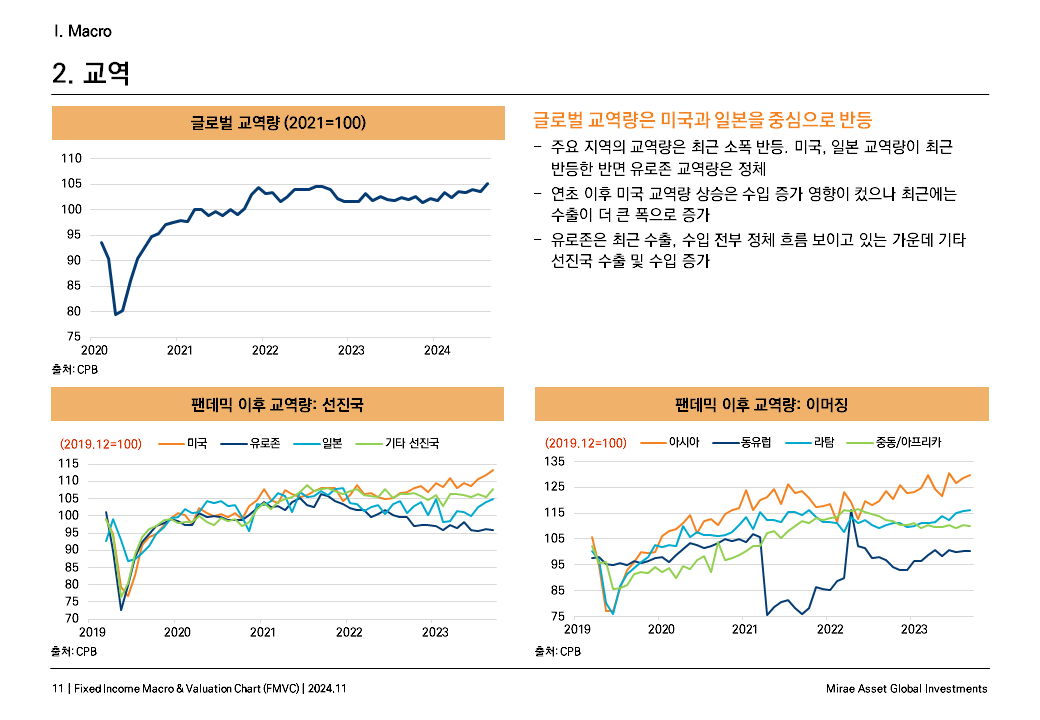 I. Macro
2. 교역
글로벌 교역량 (2021=100)
110
105
100
95
90
85
80
75
2020 2021 2022 2023 2024
출처: CPB
글로벌 교역량은 미국과 일본을 중심으로 반등
– 주요 지역의 교역량은 최근 소폭 반등. 미국, 일본 교역량이 최근
반등한 반면 유로존 교역량은 정체
– 연초 이후 미국 교역량 상승은 수입 증가 영향이 컸으나 최근에는
수출이 더 큰 폭으로 증가
– 유로존은 최근 수출, 수입 전부 정체 흐름 보이고 있는 가운데 기타
선진국 수출 및 수입 증가
팬데믹 이후 교역량: 선진국
(2019.12=100) 미국 유로존 일본 기타 선진국
115
110
105
100
95
90
85
80
75
70
2019 2020 2021 2022 2023
출처: CPB
팬데믹 이후 교역량: 이머징
(2019.12=100) 아시아 동유럽 라탐 중동/아프리카
135
125
115
105
95
85
75
2019 2020 2021 2022 2023
출처: CPB
11 | Fixed Income Macro & Valuation Chart (FMVC) | 2024.11
Mirae Asset Global Investments